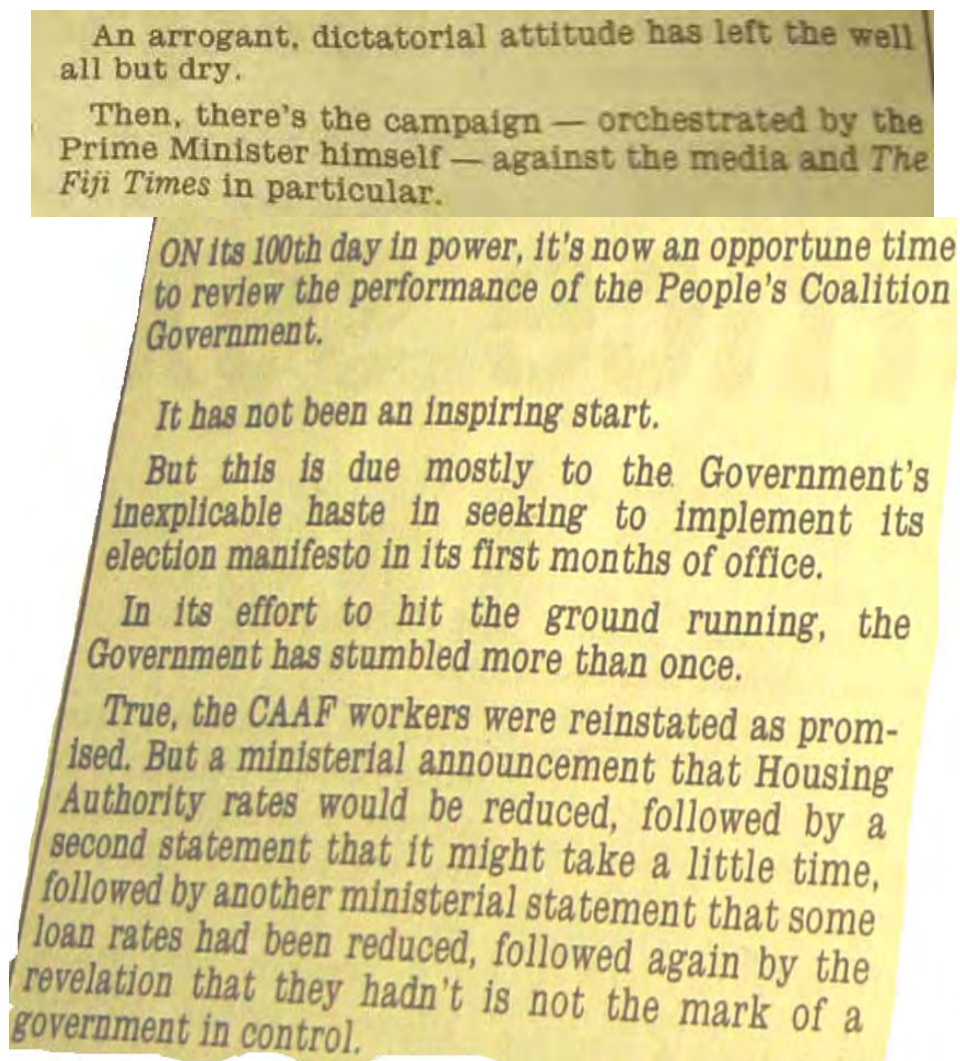 An arrogant, dictatorial attitude has left the well
all but dry.
Then, there's the campaign — orchestrated by the
Prime Minister himself — against the media and The
Fiji Times in particular.
ON its 100th day in power, it's now an opportune time
to review the performance of the People's Coalition
Government.
It has not been an inspiring start.
But this is due mostly to the Government's
inexplicable haste in seeking to implement its
election manifesto in its first months of office.
In its effort to hit the ground running, the
Government has stumbled more than once.
True, the CAAF workers were reinstated as prom-
ised. But a ministerial announcement that Housing
Authority rates would be reduced, followed by a
second statement that it might take a little time,
followed by another ministerial statement that some
loan rates had been reduced, followed again by the
revelation that they hadn't is not the mark of a
government in control.